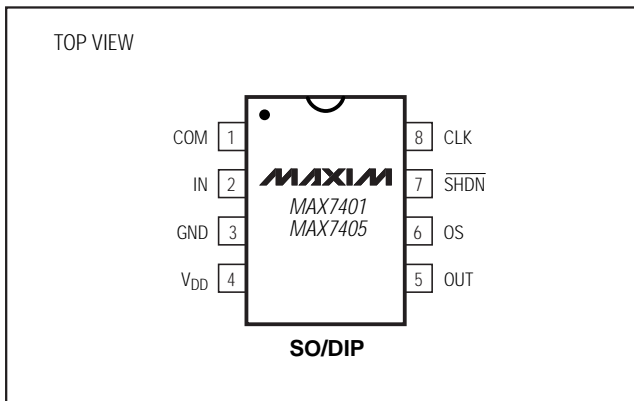 TOP VIEW
COM 1
8 CLK
IN 2
MAXIM
7 S̅H̅D̅N̅
MAX7401
GND 3
MAX7405
6 OS
VDD 4
5 OUT
SO/DIP